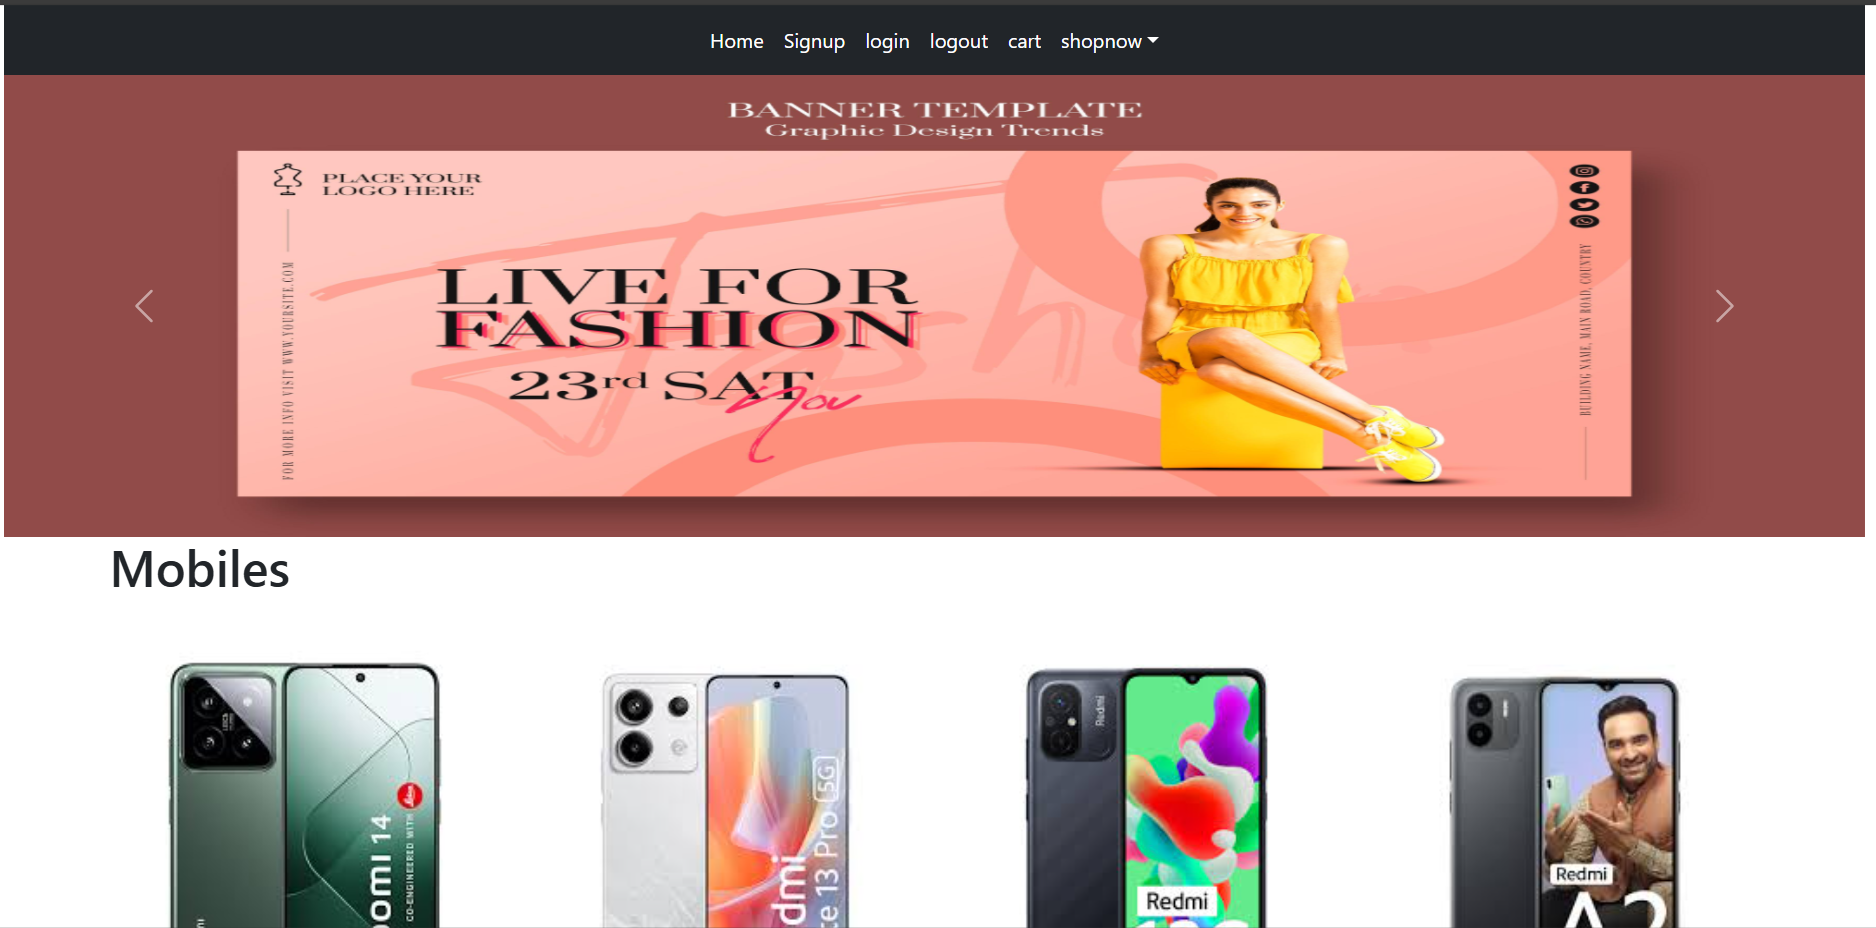 Home Signup login logout cart shopnow
BANNER TEMPLATE
Graphic Design Trends
PLACE YOUR
LOGO HERE
FOR MORE INFO VISIT WWW.YOURSITE.COM
LIVE FOR
FASHION
23rd SAT
You
BUILDING NAME, MAIN ROAD, COUNTRY
Mobiles
omi 14
CO-ENGINEERED WITH
Leica
dmi
te 13 Pro 5G
Redmi
Redmi
Redmi
A2